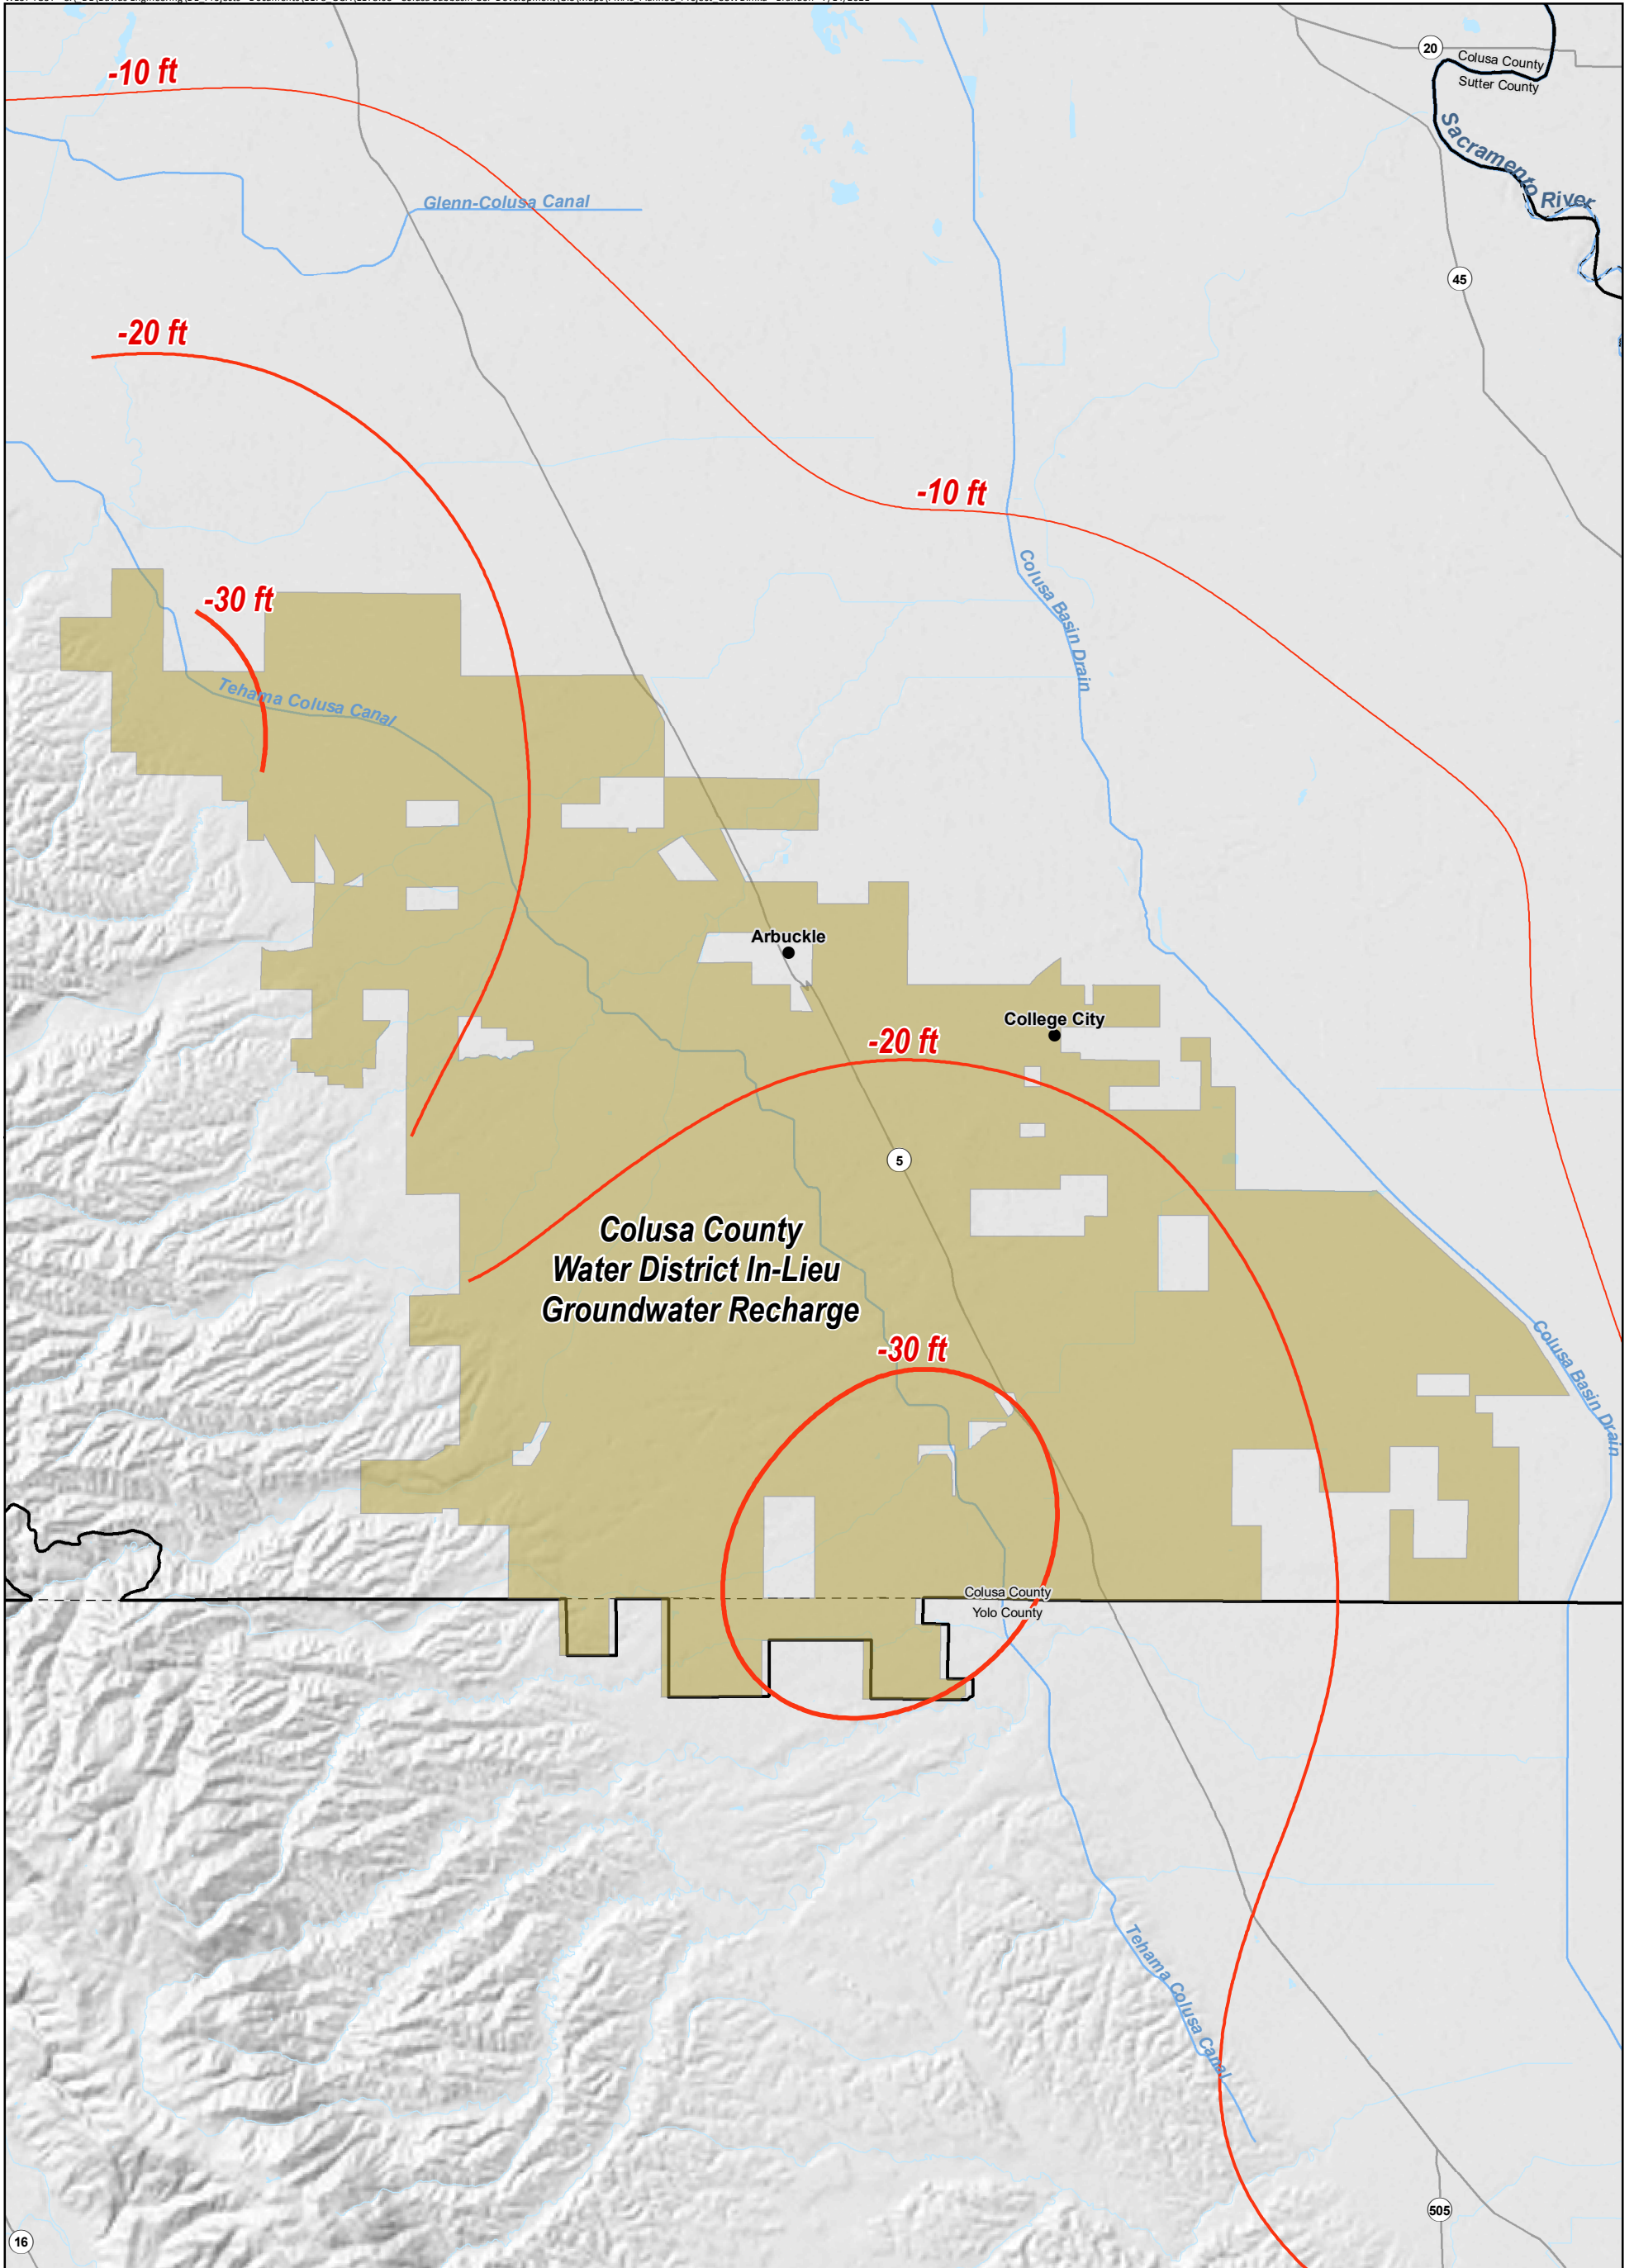 20
Colusa County
Sutter County
-10 ft
Sacramento River
Glenn-Colusa Canal
45
-20 ft
-10 ft
Colusa Basin Drain
-30 ft
Tehama Colusa Canal
Arbuckle
College City
-20 ft
5
Colusa County
Water District In-Lieu
Groundwater Recharge
-30 ft
Colusa Basin Drain
Colusa County
Yolo County
Tehama Colusa Canal
505
16